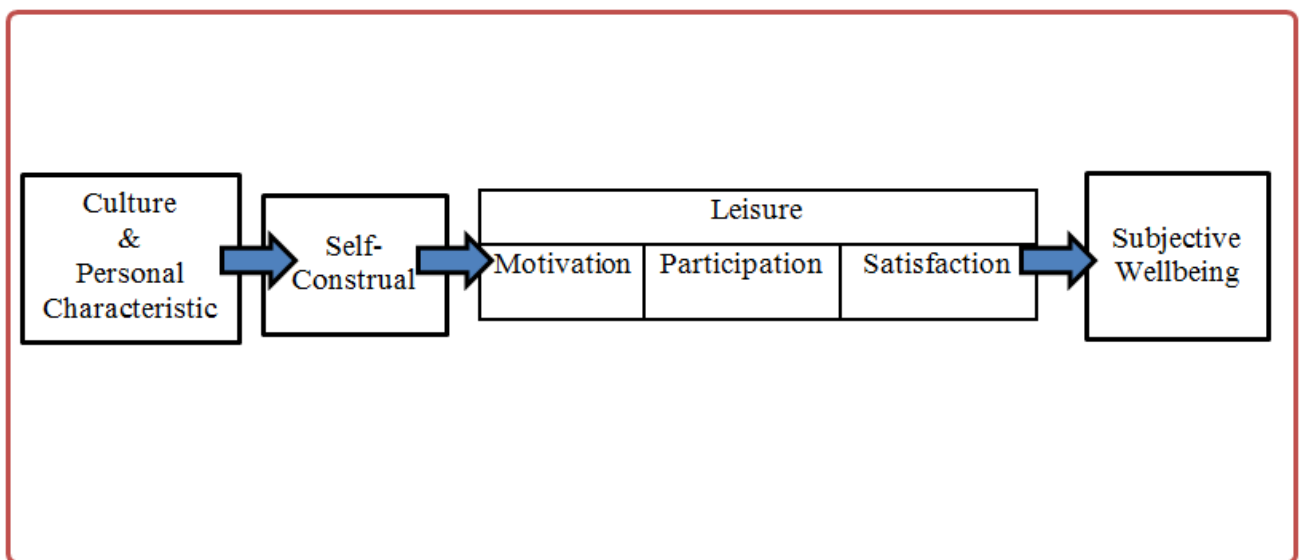 Culture
&
Personal
Characteristic
Self-
Construal
Leisure
Motivation
Participation
Satisfaction
Subjective
Wellbeing